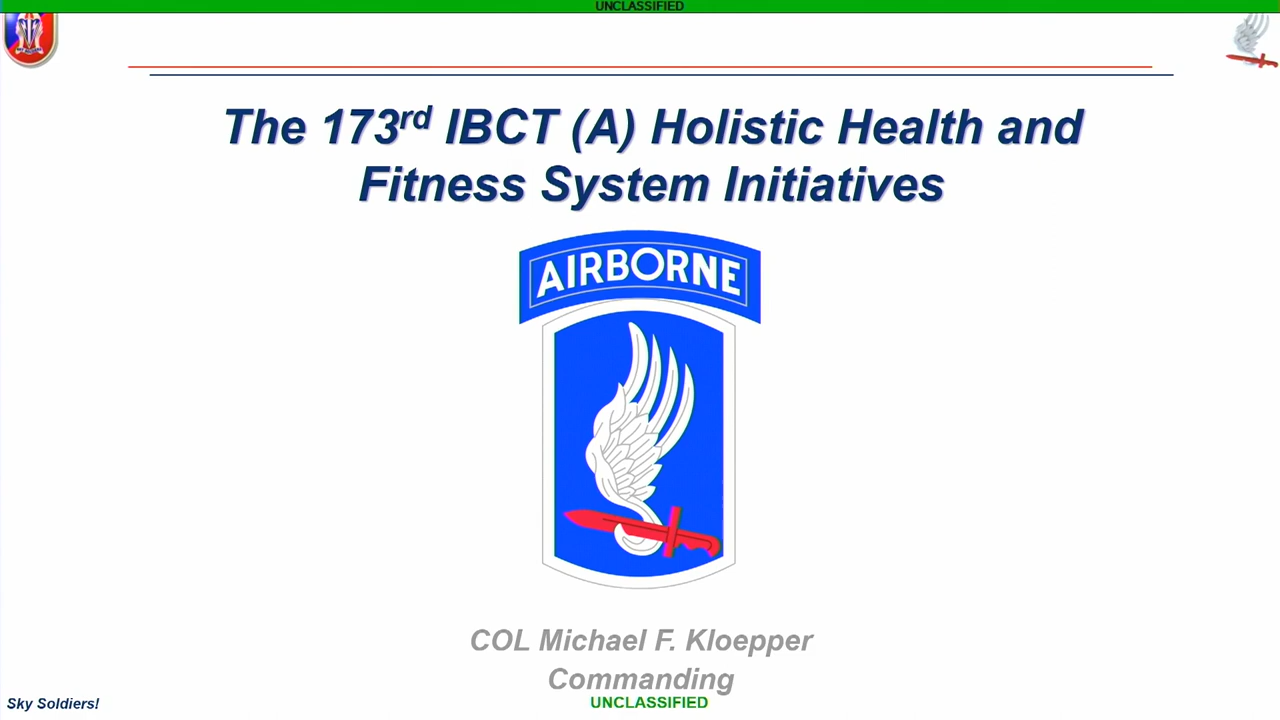 UNCLASSIFIED
The 173rd IBCT (A) Holistic Health and
Fitness System Initiatives
AIRBORNE
COL Michael F. Kloepper
Commanding
Sky Soldiers!
UNCLASSIFIED